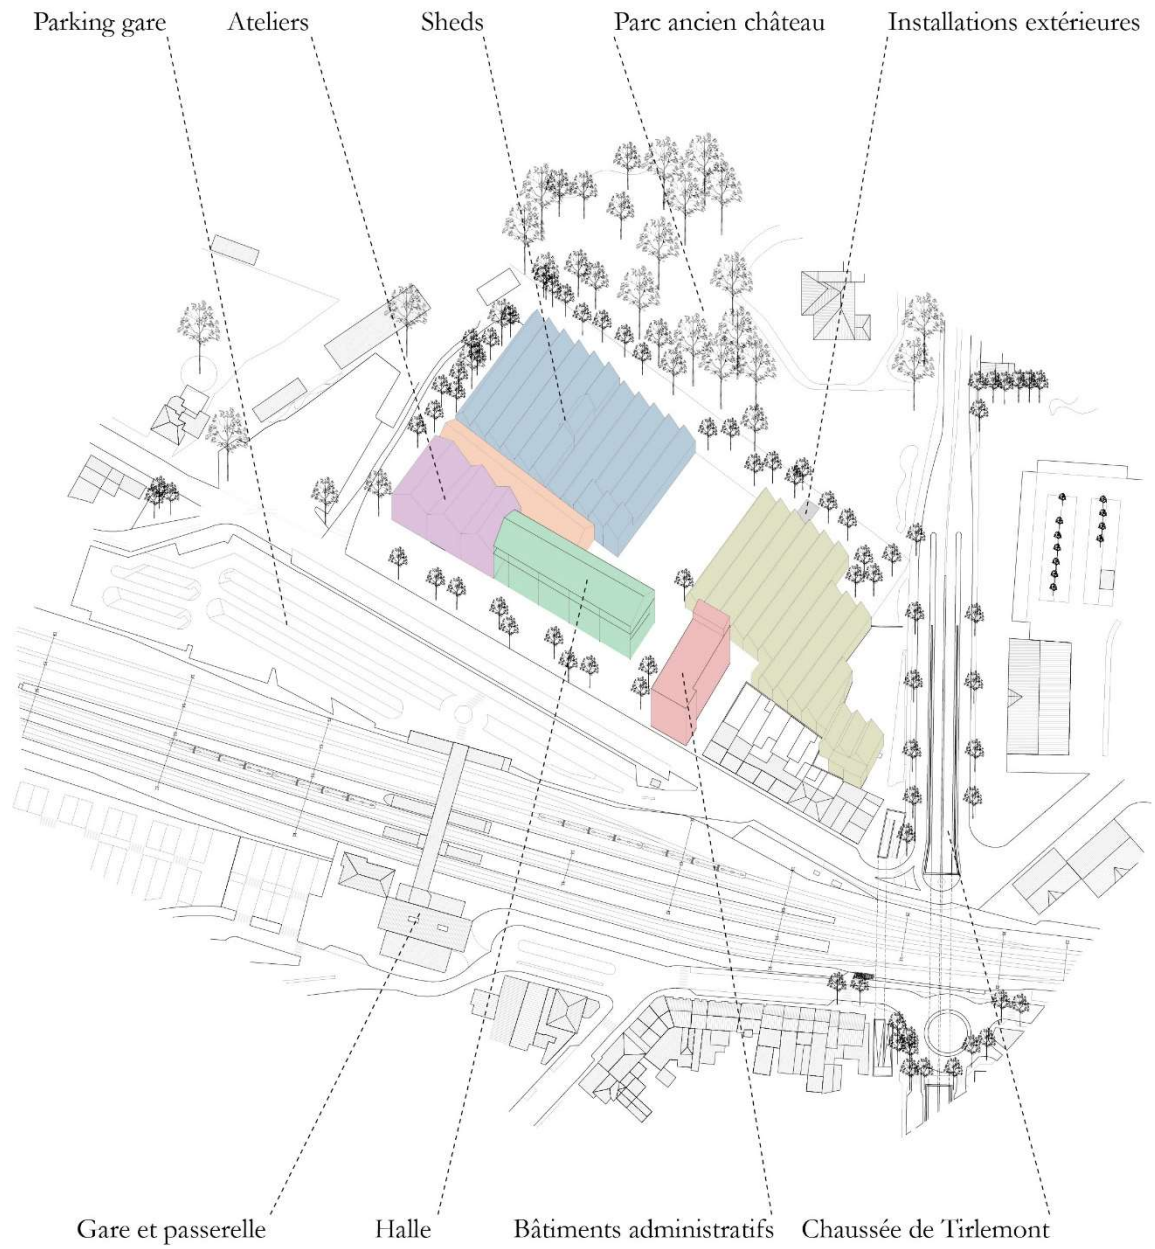 Parking gare
Ateliers
Sheds
Parc ancien château
Installations extérieures
Gare et passerelle
Halle
Bâtiments administratifs
Chaussée de Tirlemont